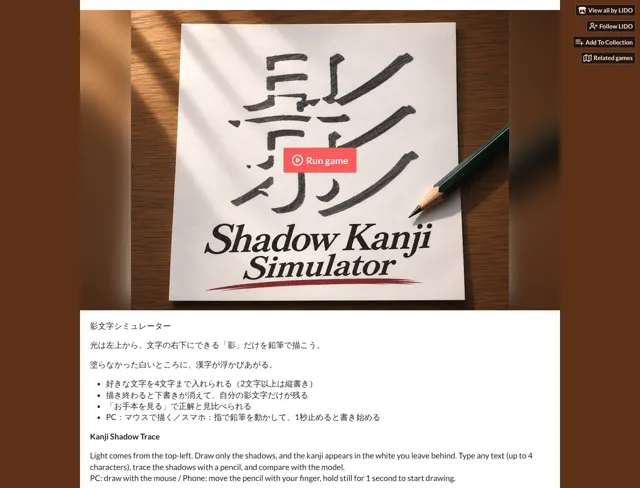 View all by LIDO
Follow LIDO
Add To Collection
Related games
影
Run game
Shadow Kanji
Simulator
影文字シミュレーター
光は左上から。文字の右下にできる「影」だけを鉛筆で描こう。
塗らなかった白いところに、漢字が浮かびあがる。
• 好きな文字を4文字まで入れられる（2文字以上は縦書き）
• 描き終わると下書きが消えて、自分の影文字だけが残る
• 「お手本を見る」で正解と見比べられる
• PC：マウスで描く／スマホ：指で鉛筆を動かして、1秒止めると書き始める
Kanji Shadow Trace
Light comes from the top-left. Draw only the shadows, and the kanji appears in the white you leave behind. Type any text (up to 4
characters), trace the shadows with a pencil, and compare with the model.
PC: draw with the mouse / Phone: move the pencil with your finger, hold still for 1 second to start drawing.